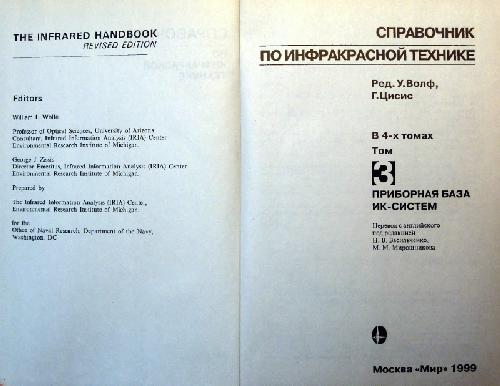 THE INFRARED HANDBOOK
REVISED EDITION
Editors
William L. Wolfe
Professor of Optical Sciences, University of Arizona
Consultant, Infrared Information Analysis (IRIA) Center
Environmental Research Institute of Michigan.
George J. Zissis
Director Emeritus, Infrared Information Analysis (IRIA) Center
Environmental Research Institute of Michigan.
Prepared by
the Infrared Information Analysis (IRIA) Center,
Environmental Research Institute of Michigan.
for the
Office of Naval Research, Department of the Navy,
Washington, DC
СПРАВОЧНИК
ПО ИНФРАКРАСНОЙ ТЕХНИКЕ
Ред. У.Волф,
Г.Цисис
В 4-х томах
Том
3
ПРИБОРНАЯ БАЗА
ИК-СИСТЕМ
Перевод с английского
под редакцией
Н. В. Васильченко,
М. М. Мирошникова
Москва «Мир» 1999